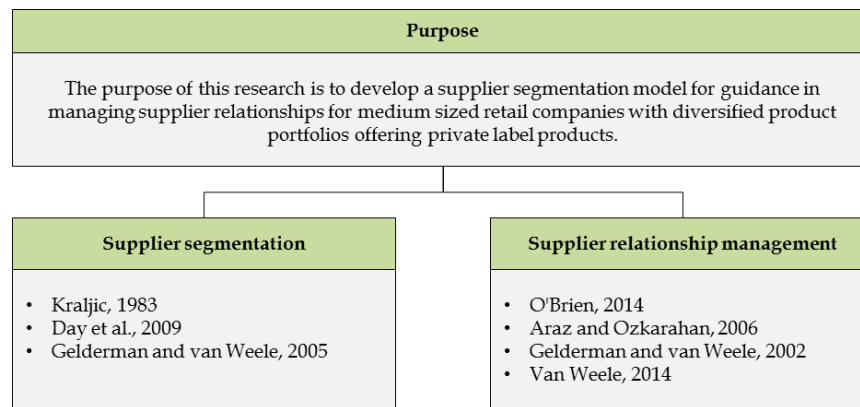 Purpose
The purpose of this research is to develop a supplier segmentation model for guidance in
managing supplier relationships for medium sized retail companies with diversified product
portfolios offering private label products.
Supplier segmentation
• Kraljic, 1983
• Day et al., 2009
• Gelderman and van Weele, 2005
Supplier relationship management
• O'Brien, 2014
• Araz and Ozkarahan, 2006
• Gelderman and van Weele, 2002
• Van Weele, 2014